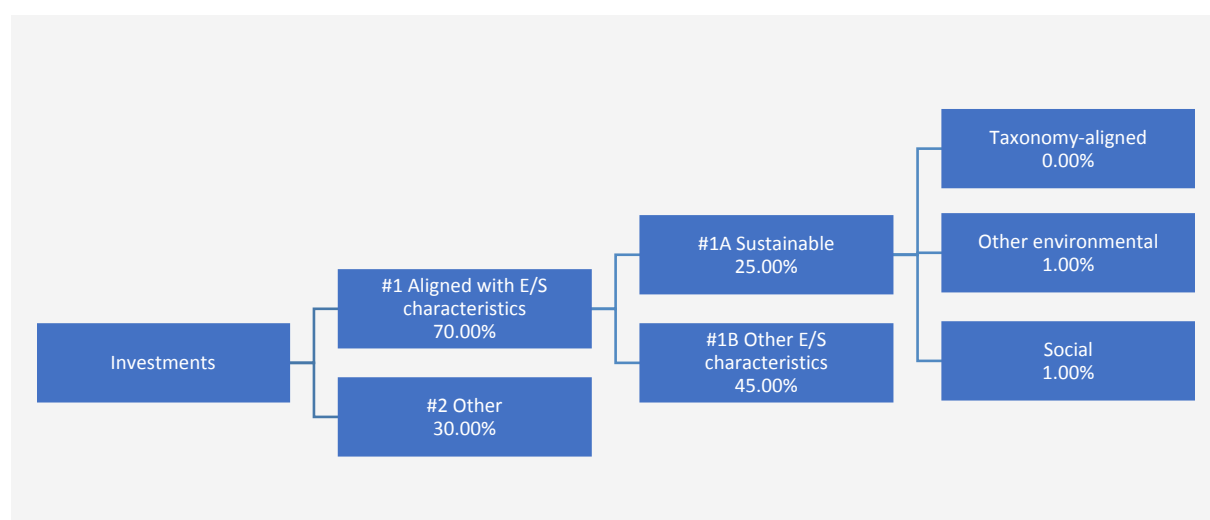 Investments
#1 Aligned with E/S
characteristics
70.00%
#2 Other
30.00%
#1A Sustainable
25.00%
#1B Other E/S
characteristics
45.00%
Taxonomy-aligned
0.00%
Other environmental
1.00%
Social
1.00%